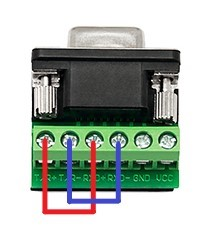 T/R+ T/R- RXD+ RXD- GND VCC